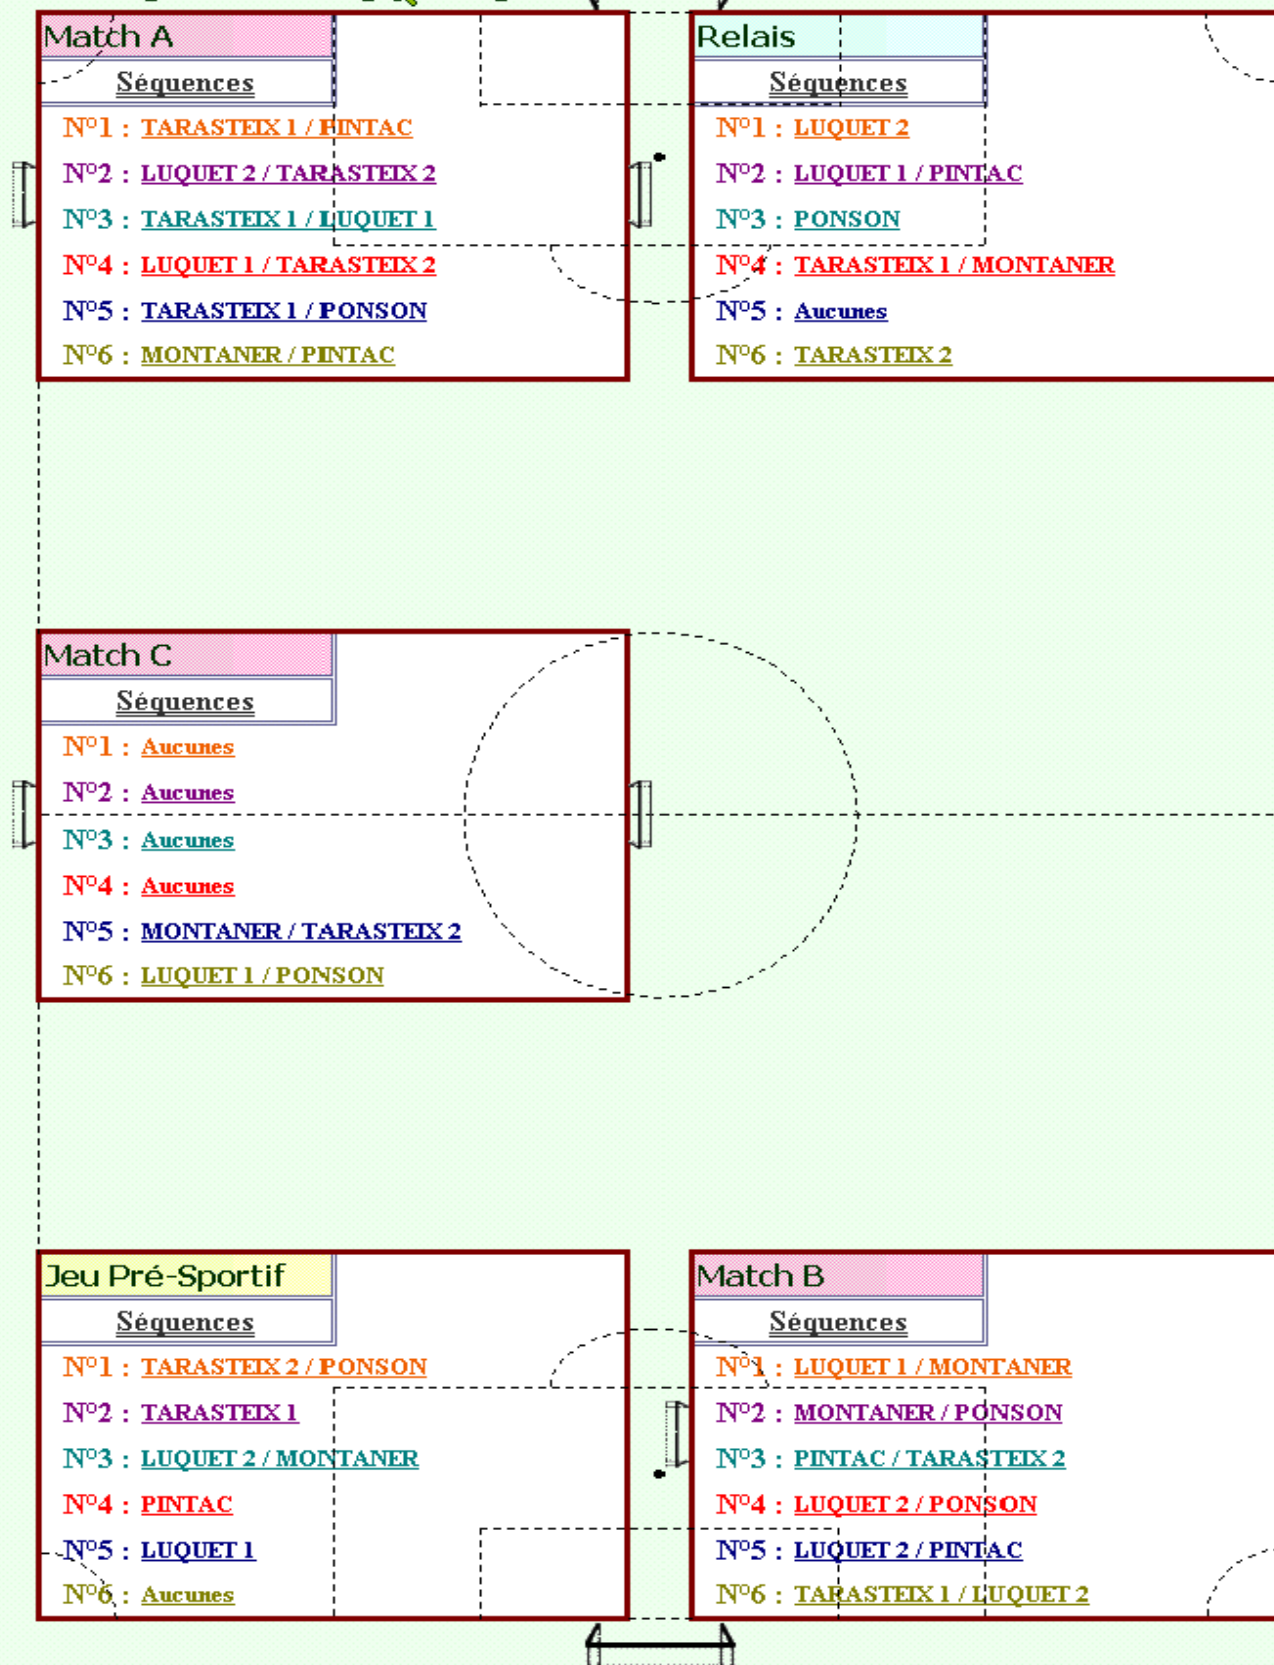 Match A
Séquences
N°1 : TARASTEIX 1 / PINTAC
N°2 : LUQUET 2 / TARASTEIX 2
N°3 : TARASTEIX 1 / LUQUET 1
N°4 : LUQUET 1 / TARASTEIX 2
N°5 : TARASTEIX 1 / PONSON
N°6 : MONTANER / PINTAC
Relais
Séquences
N°1 : LUQUET 2
N°2 : LUQUET 1 / PINTAC
N°3 : PONSON
N°4 : TARASTEIX 1 / MONTANER
N°5 : Aucunes
N°6 : TARASTEIX 2
Match C
Séquences
N°1 : Aucunes
N°2 : Aucunes
N°3 : Aucunes
N°4 : Aucunes
N°5 : MONTANER / TARASTEIX 2
N°6 : LUQUET 1 / PONSON
Jeu Pré-Sportif
Séquences
N°1 : TARASTEIX 2 / PONSON
N°2 : TARASTEIX 1
N°3 : LUQUET 2 / MONTANER
N°4 : PINTAC
N°5 : LUQUET 1
N°6 : Aucunes
Match B
Séquences
N°1 : LUQUET 1 / MONTANER
N°2 : MONTANER / PONSON
N°3 : PINTAC / TARASTEIX 2
N°4 : LUQUET 2 / PONSON
N°5 : LUQUET 2 / PINTAC
N°6 : TARASTEIX 1 / LUQUET 2